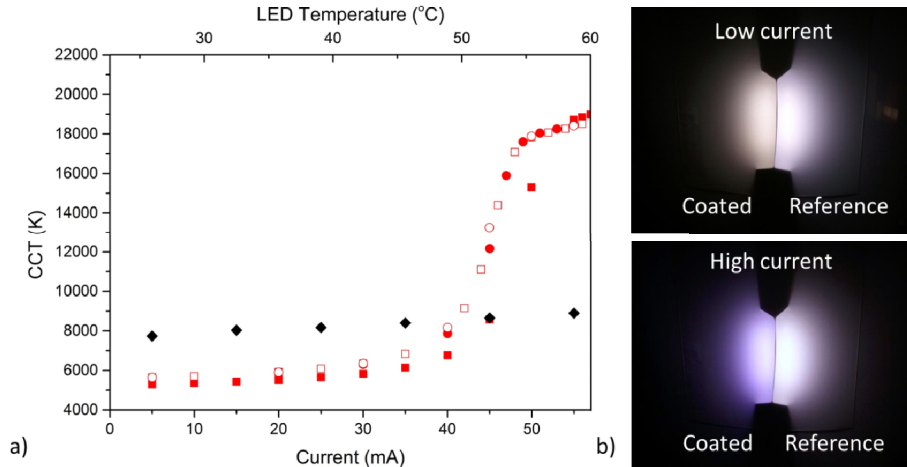 LED Temperature (°C)
30 40 50 60
22000
20000
18000
16000
14000
12000
10000
8000
6000
4000
CCT (K)
0 10 20 30 40 50
Current (mA)
a)
b)
Low current
Coated Reference
High current
Coated Reference